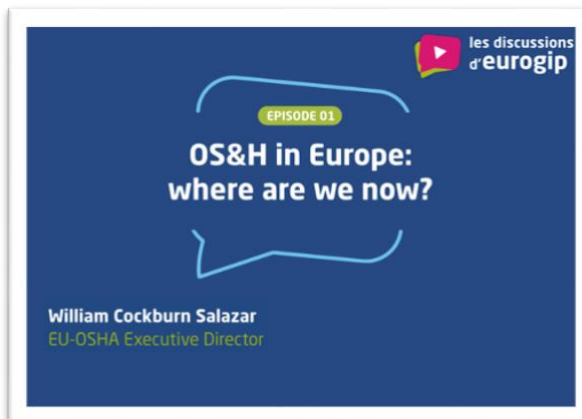 les discussions
d'eurogip
EPISODE 01
OS&H in Europe:
where are we now?
William Cockburn Salazar
EU-OSHA Executive Director